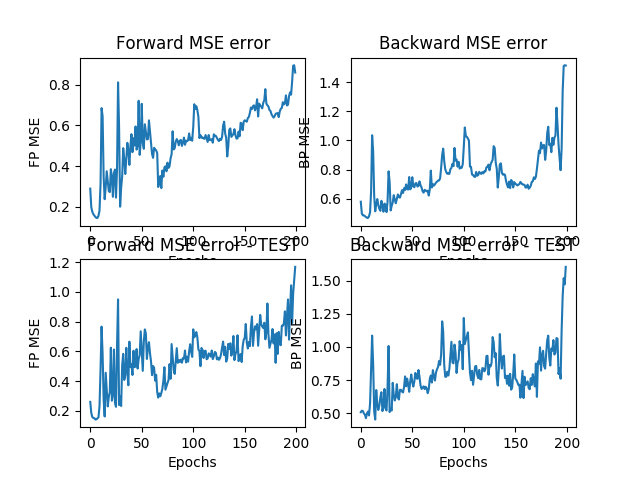 Forward MSE error
Backward MSE error
FP MSE
0.8
0.6
0.4
0.2
0 50 100 150 200
Epochs
BP MSE
1.4
1.2
1.0
0.8
0.6
0 50 100 150 200
Epochs
Forward MSE error - TEST
Backward MSE error - TEST
FP MSE
1.2
1.0
0.8
0.6
0.4
0.2
0 50 100 150 200
Epochs
BP MSE
1.50
1.25
1.00
0.75
0.50
0 50 100 150 200
Epochs